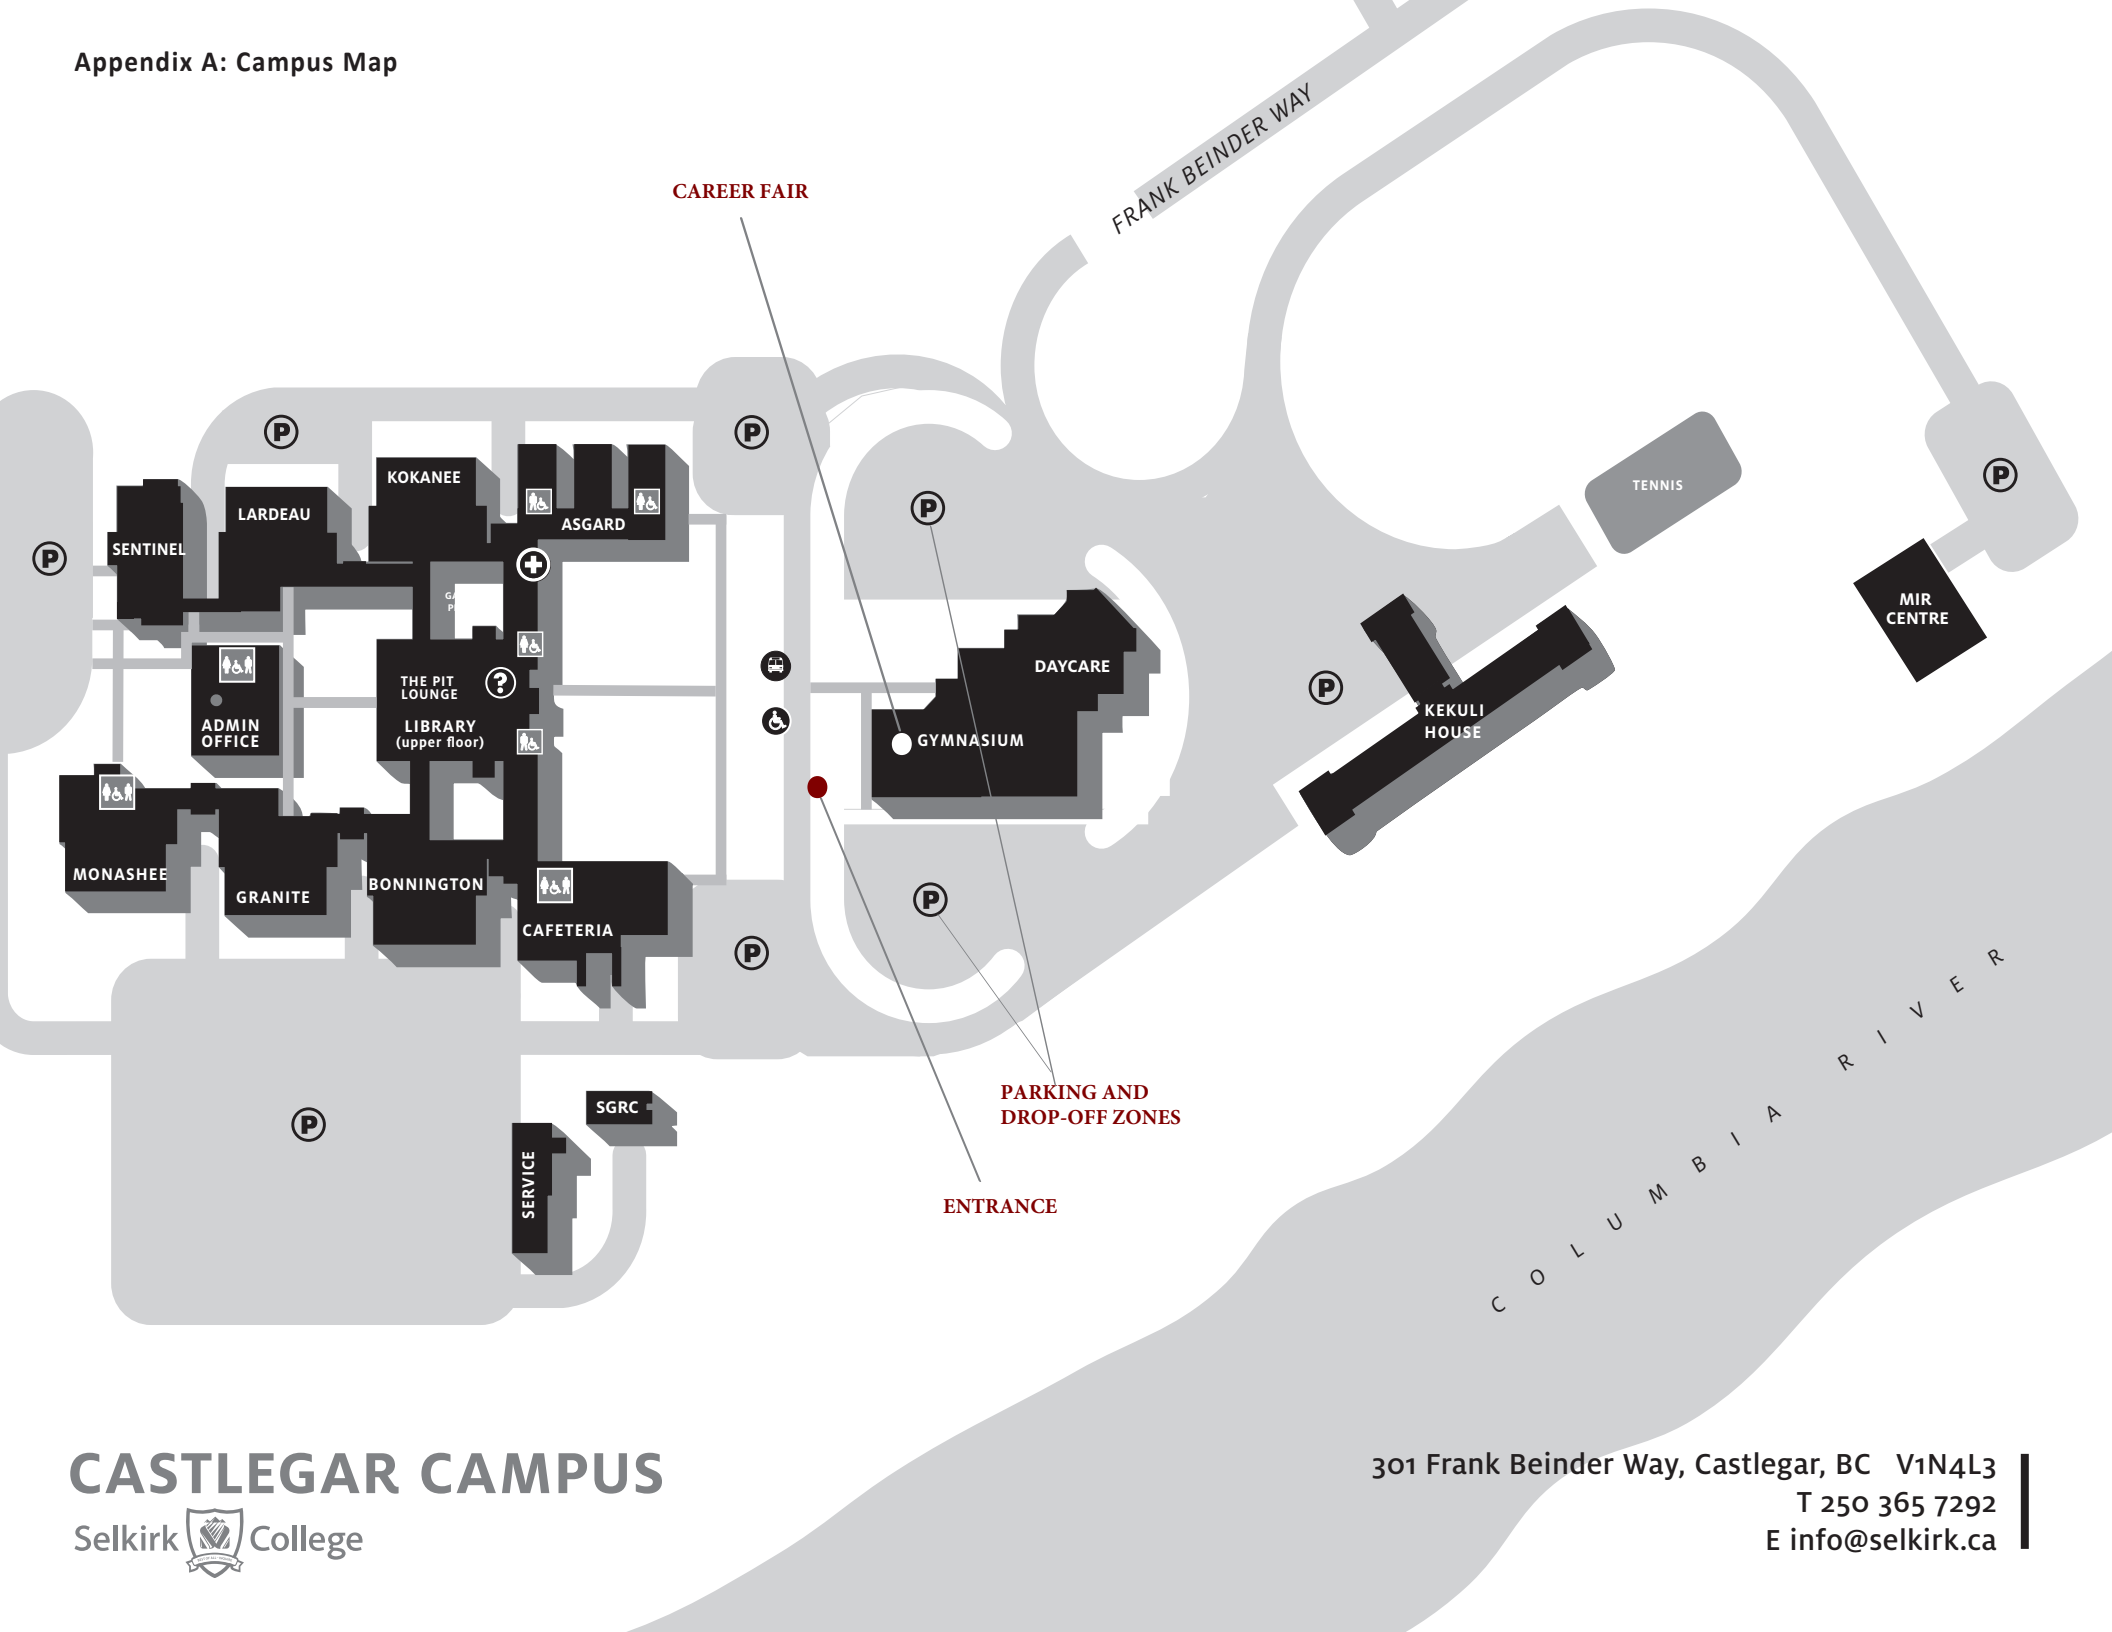 Appendix A: Campus Map
FRANK BEINDER WAY
CAREER FAIR
P
P
P
P
P
KOKANEE
LARDEAU
ASGARD
SENTINEL
TENNIS
MIR
CENTRE
DAYCARE
THE PIT
LOUNGE
?
LIBRARY
(upper floor)
ADMIN
OFFICE
GYMNASIUM
P
KEKULI
HOUSE
MONASHEE
GRANITE
BONNINGTON
CAFETERIA
P
P
COLUMBIA RIVER
PARKING AND
DROP-OFF ZONES
SGRC
P
SERVICE
ENTRANCE
CASTLEGAR CAMPUS
Selkirk College
301 Frank Beinder Way, Castlegar, BC V1N4L3
T 250 365 7292
E info@selkirk.ca